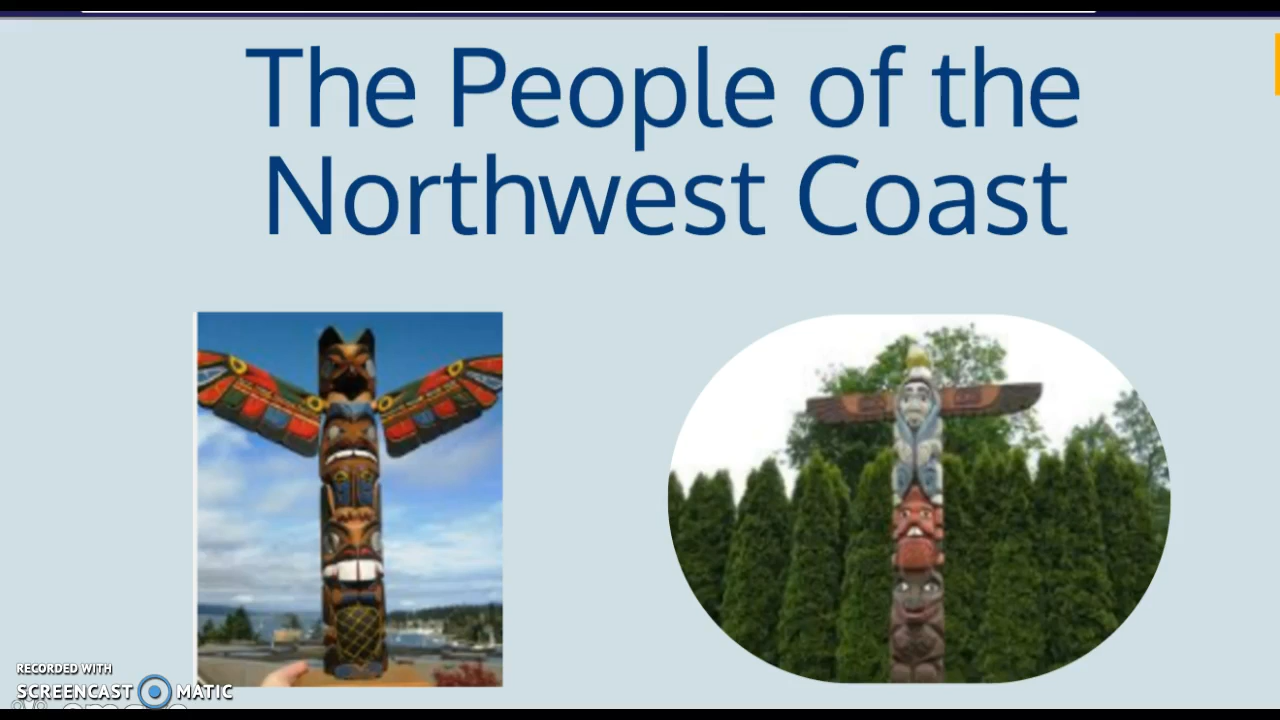 The People of the
Northwest Coast
RECORDED WITH
SCREENCAST MATIC